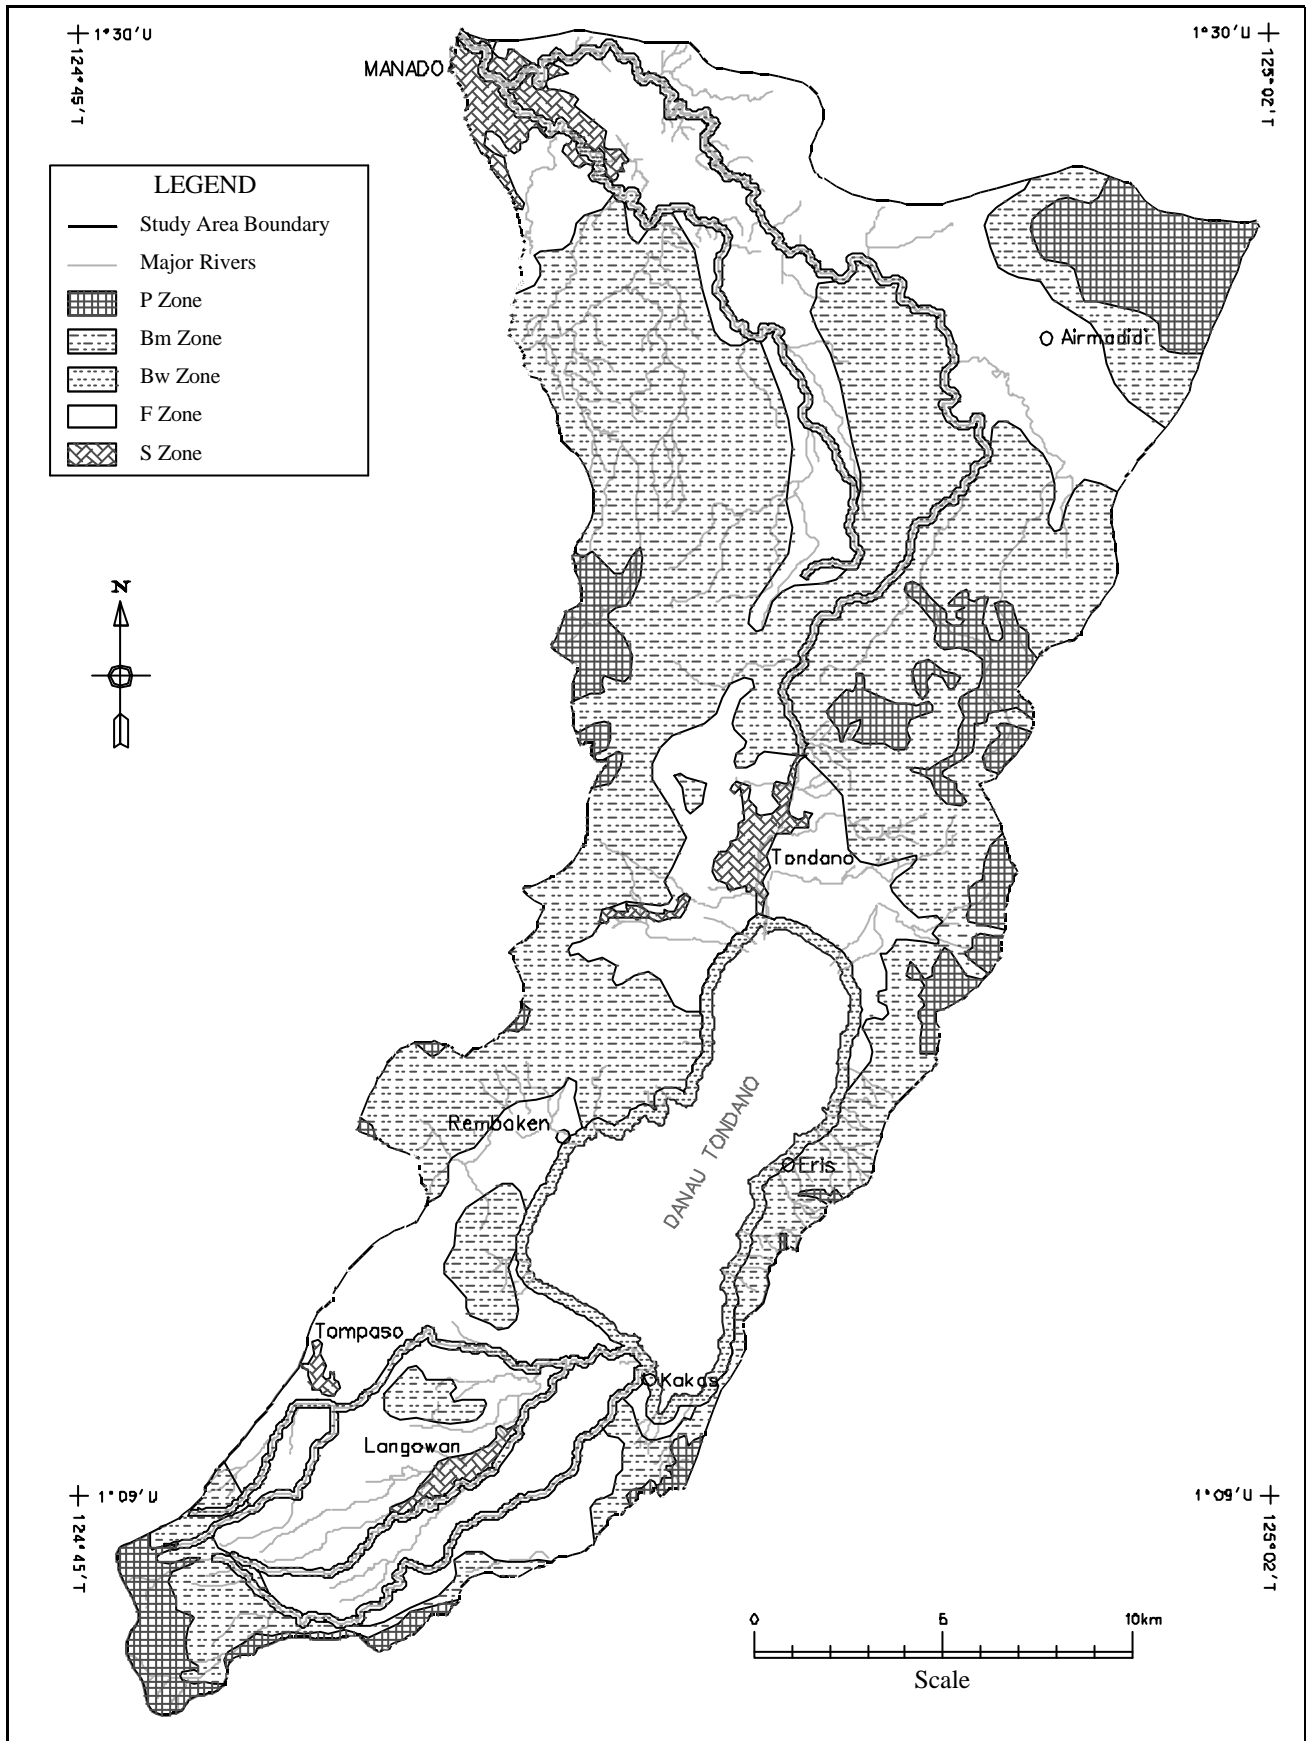 1°30'U
1°30'U
124°45'T
125°02'T
MANADO
LEGEND
Study Area Boundary
Major Rivers
P Zone
Bm Zone
Bw Zone
F Zone
S Zone
Airmadidi
N
Tondano
DANAU TONDANO
Rembaken
Eris
Tompaso
Kakas
Langowan
1°09'U
1°09'U
124°45'T
125°02'T
0 5 10km
Scale